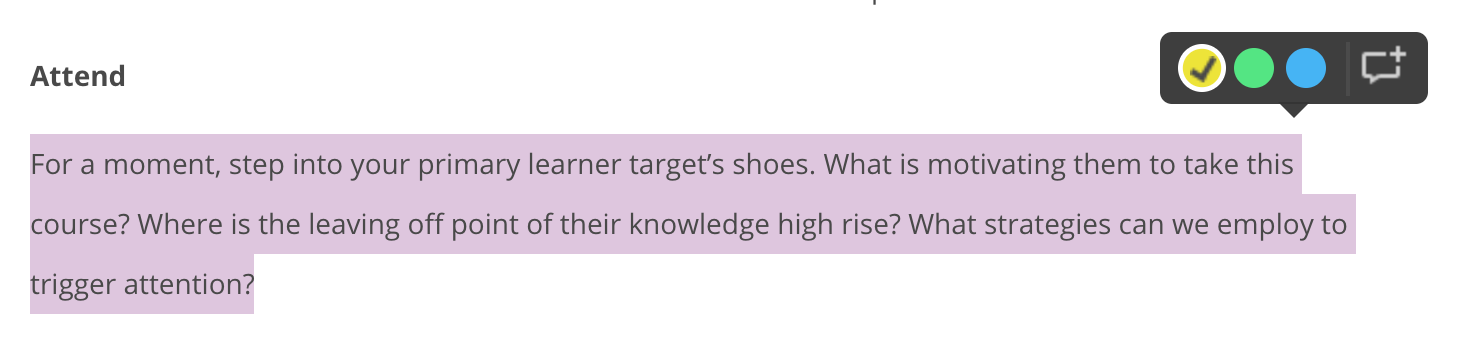 Attend
For a moment, step into your primary learner target’s shoes. What is motivating them to take this
course? Where is the leaving off point of their knowledge high rise? What strategies can we employ to
trigger attention?